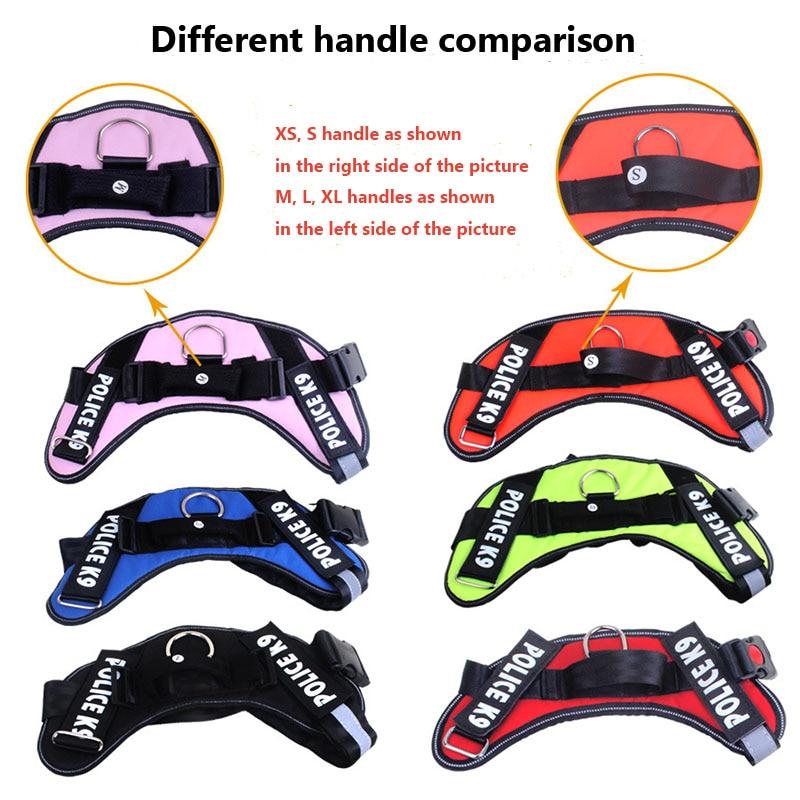 Different handle comparison
XS, S handle as shown
in the right side of the picture
M, L, XL handles as shown
in the left side of the picture
M
S
POLICE K9
POLICE K9
S
POLICE K9
POLICE K9
POLICE K9
POLICE K9
POLICE K9
POLICE K9
POLICE K9
POLICE K9
POLICE K9
POLICE K9